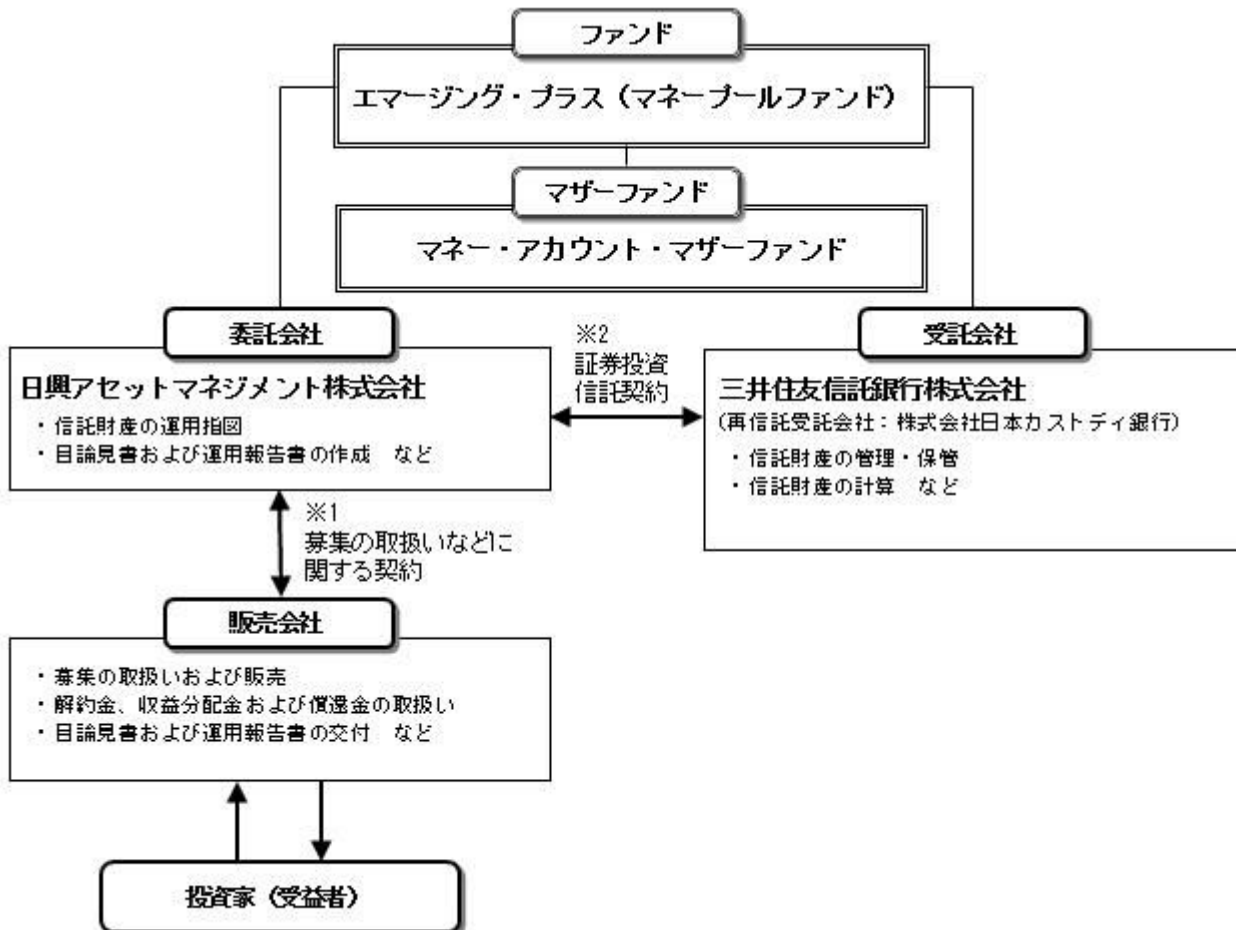 ファンド
エマージング・プラス（マネープールファンド）
マザーファンド
マネー・アカウント・マザーファンド
委託会社
日興アセットマネジメント株式会社
・信託財産の運用指図
・目論見書および運用報告書の作成　など
※2
証券投資
信託契約
受託会社
三井住友信託銀行株式会社
（再信託受託会社：株式会社日本カストディ銀行）
・信託財産の管理・保管
・信託財産の計算　など
※1
募集の取扱いなどに
関する契約
販売会社
・募集の取扱いおよび販売
・解約金、収益分配金および償還金の取扱い
・目論見書および運用報告書の交付　など
投資家（受益者）